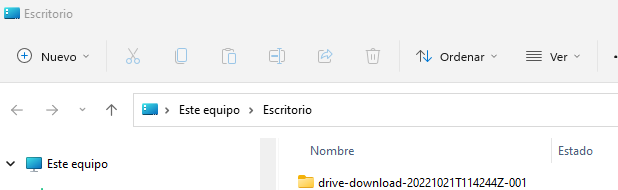 Escritorio
Nuevo Ordenar Ver
Este equipo Escritorio
Nombre Estado
Este equipo
drive-download-20221021T114244Z-001